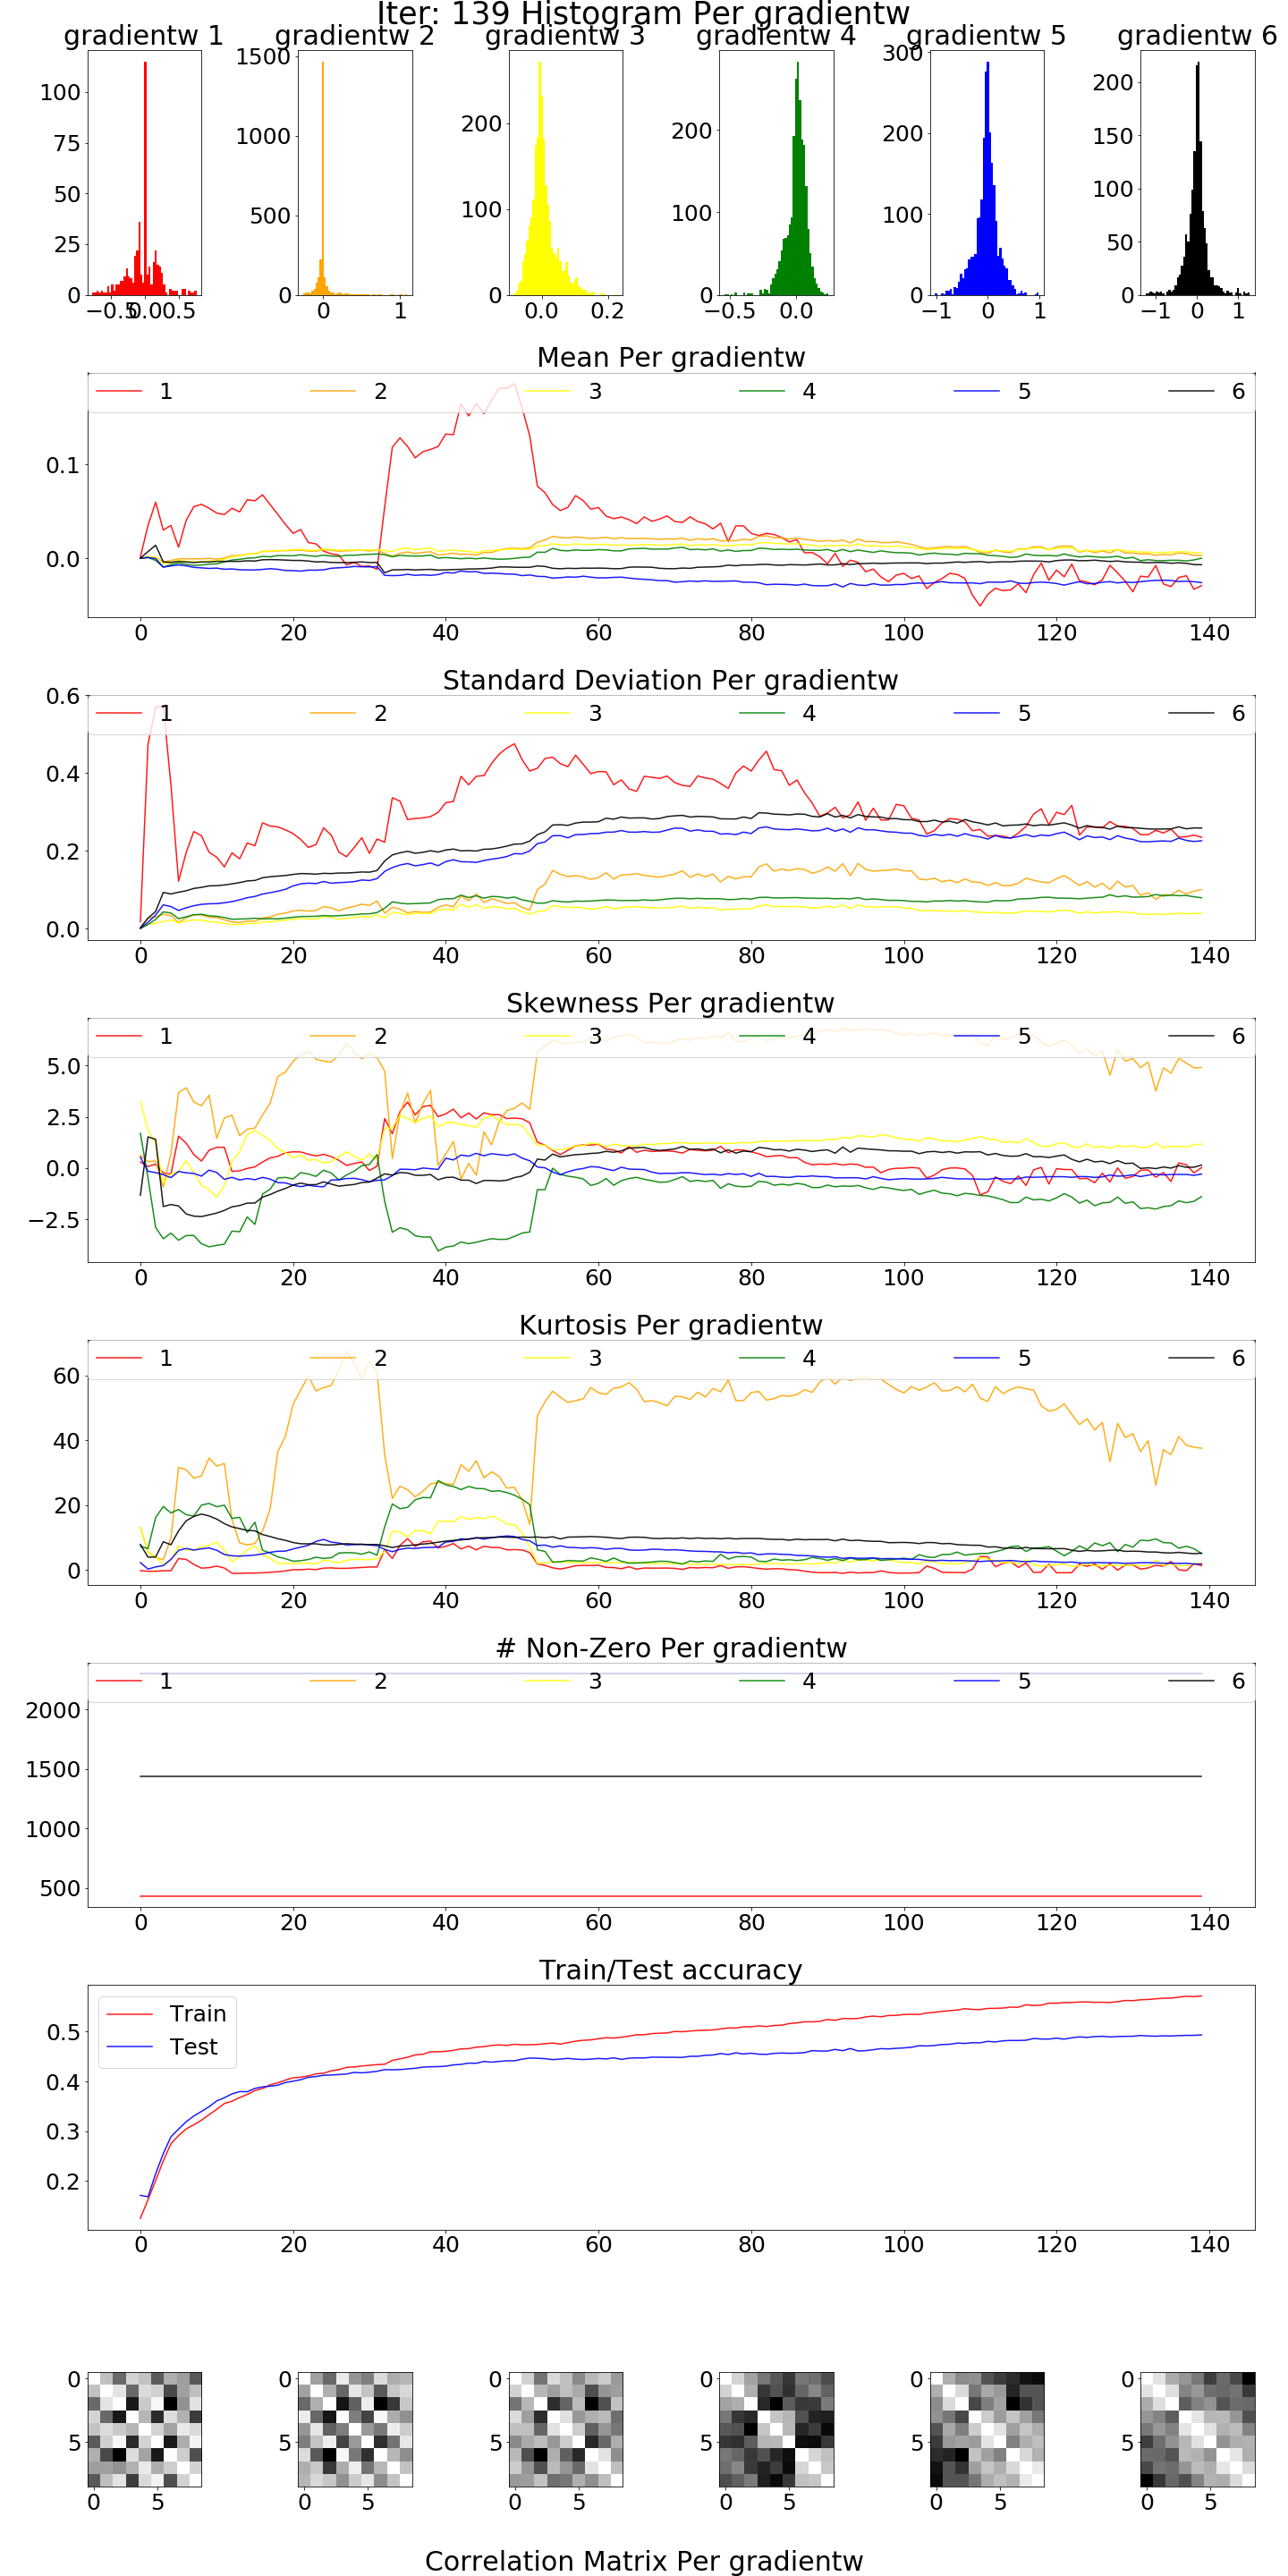 Iter: 139 Histogram Per gradientw
gradientw 1 gradientw 2 gradientw 3 gradientw 4 gradientw 5 gradientw 6
100
75
50
25
0
−0.5 0.0 0.5
1500
1000
500
0
0 1
200
100
0
0.0 0.2
200
100
0
−0.5 0.0
300
200
100
0
−1 0 1
200
150
100
50
0
−1 0 1
Mean Per gradientw
1 2 3 4 5 6
0.1
0.0
0 20 40 60 80 100 120 140
Standard Deviation Per gradientw
0.6
1 2 3 4 5 6
0.4
0.2
0.0
0 20 40 60 80 100 120 140
Skewness Per gradientw
1 2 3 4 5 6
5.0
2.5
0.0
−2.5
0 20 40 60 80 100 120 140
Kurtosis Per gradientw
1 2 3 4 5 6
60
40
20
0
0 20 40 60 80 100 120 140
# Non-Zero Per gradientw
1 2 3 4 5 6
2000
1500
1000
500
0 20 40 60 80 100 120 140
Train/Test accuracy
Train
Test
0.5
0.4
0.3
0.2
0 20 40 60 80 100 120 140
0 0 0 0 0 0
5 5 5 5 5 5
0 5 0 5 0 5 0 5 0 5 0 5
Correlation Matrix Per gradientw